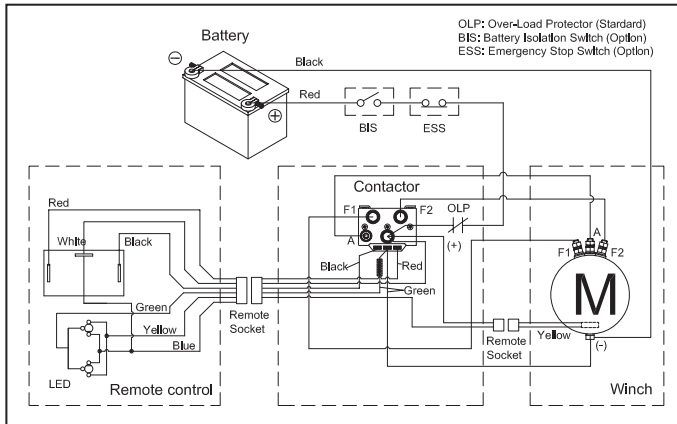 OLP: Over-Load Protector (Stardard)
BIS: Battery Isolation Switch (Option)
ESS: Emergency Stop Switch (Option)
Battery
Black
Red
BIS
ESS
Contactor
F1
F2
OLP
A
(+)
Black
Red
Green
Red
White
Black
Green
Yellow
Blue
LED
Remote
Socket
Remote control
A
F1
F2
M
Remote
Socket
Yellow
(-)
Winch